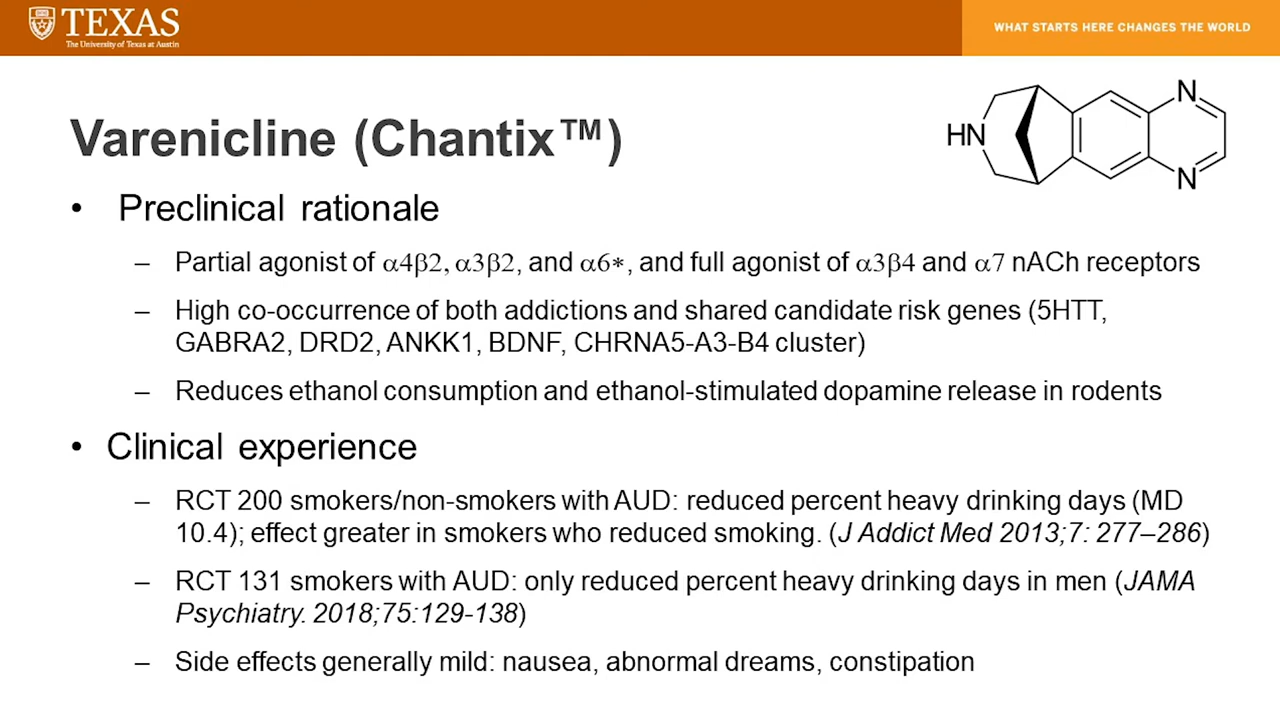 TEXAS
The University of Texas at Austin
WHAT STARTS HERE CHANGES THE WORLD
Varenicline (Chantix™)
N
HN
N
• Preclinical rationale
– Partial agonist of α4β2, α3β2, and α6*, and full agonist of α3β4 and α7 nACh receptors
– High co-occurrence of both addictions and shared candidate risk genes (5HTT,
GABRA2, DRD2, ANKK1, BDNF, CHRNA5-A3-B4 cluster)
– Reduces ethanol consumption and ethanol-stimulated dopamine release in rodents
• Clinical experience
– RCT 200 smokers/non-smokers with AUD: reduced percent heavy drinking days (MD
10.4); effect greater in smokers who reduced smoking. (J Addict Med 2013;7: 277–286)
– RCT 131 smokers with AUD: only reduced percent heavy drinking days in men (JAMA
Psychiatry. 2018;75:129-138)
– Side effects generally mild: nausea, abnormal dreams, constipation